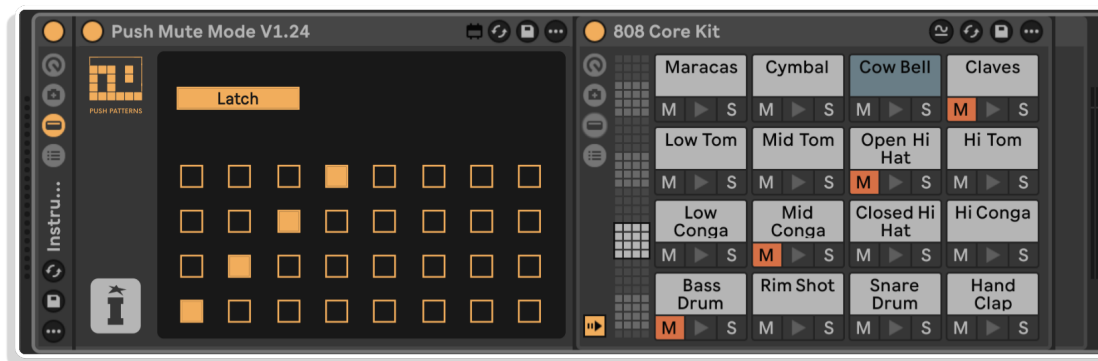 Push Mute Mode V1.24
808 Core Kit
PUSH PATTERNS
Latch
Instru...
Maracas Cymbal Cow Bell Claves
M S M S M S M S
Low Tom Mid Tom Open Hi Hat Hi Tom
M S M S M S M S
Low Conga Mid Conga Closed Hi Hat Hi Conga
M S M S M S M S
Bass Drum Rim Shot Snare Drum Hand Clap
M S M S M S M S